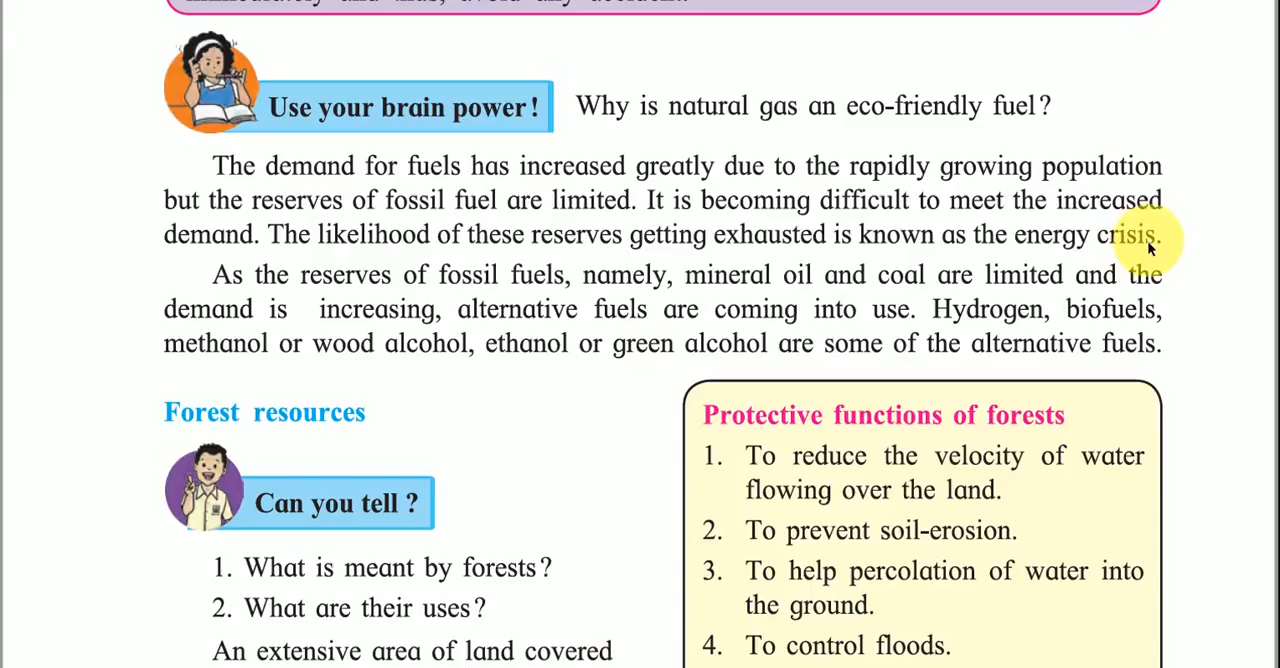 Use your brain power!
Why is natural gas an eco-friendly fuel?
The demand for fuels has increased greatly due to the rapidly growing population
but the reserves of fossil fuel are limited. It is becoming difficult to meet the increased
demand. The likelihood of these reserves getting exhausted is known as the energy crisis.
As the reserves of fossil fuels, namely, mineral oil and coal are limited and the
demand is increasing, alternative fuels are coming into use. Hydrogen, biofuels,
methanol or wood alcohol, ethanol or green alcohol are some of the alternative fuels.
Forest resources
Can you tell ?
1. What is meant by forests?
2. What are their uses?
An extensive area of land covered
Protective functions of forests
1. To reduce the velocity of water
flowing over the land.
2. To prevent soil-erosion.
3. To help percolation of water into
the ground.
4. To control floods.